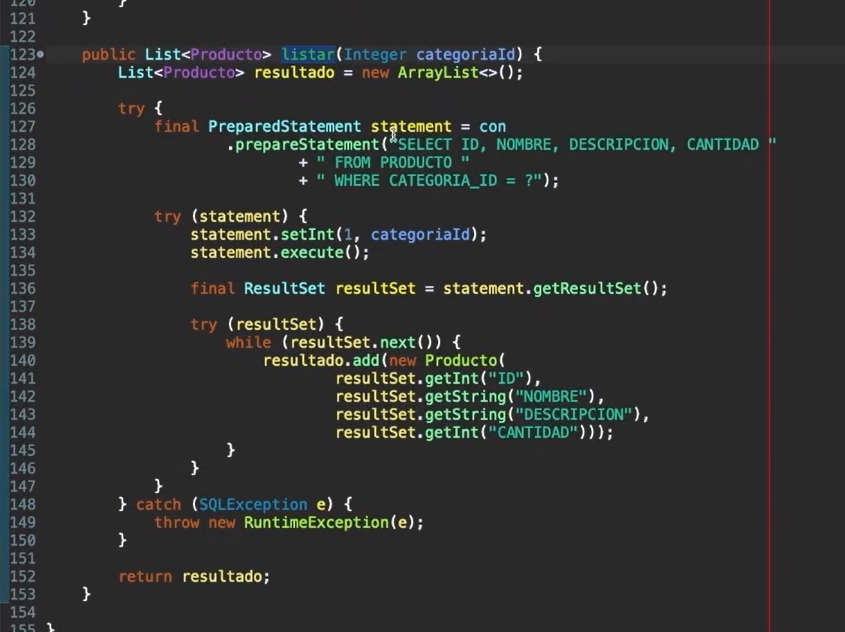 120 }
121 }
122
123 public List<Producto> listar(Integer categoriaId) {
124 List<Producto> resultado = new ArrayList<>();
125
126 try {
127 final PreparedStatement statement = con
128 .prepareStatement("SELECT ID, NOMBRE, DESCRIPCION, CANTIDAD "
129 + " FROM PRODUCTO "
130 + " WHERE CATEGORIA_ID = ?");
131
132 try (statement) {
133 statement.setInt(1, categoriaId);
134 statement.execute();
135
136 final ResultSet resultSet = statement.getResultSet();
137
138 try (resultSet) {
139 while (resultSet.next()) {
140 resultado.add(new Producto(
141 resultSet.getInt("ID"),
142 resultSet.getString("NOMBRE"),
143 resultSet.getString("DESCRIPCION"),
144 resultSet.getInt("CANTIDAD")));
145 }
146 }
147 }
148 } catch (SQLException e) {
149 throw new RuntimeException(e);
150 }
151
152 return resultado;
153 }
154
155 }